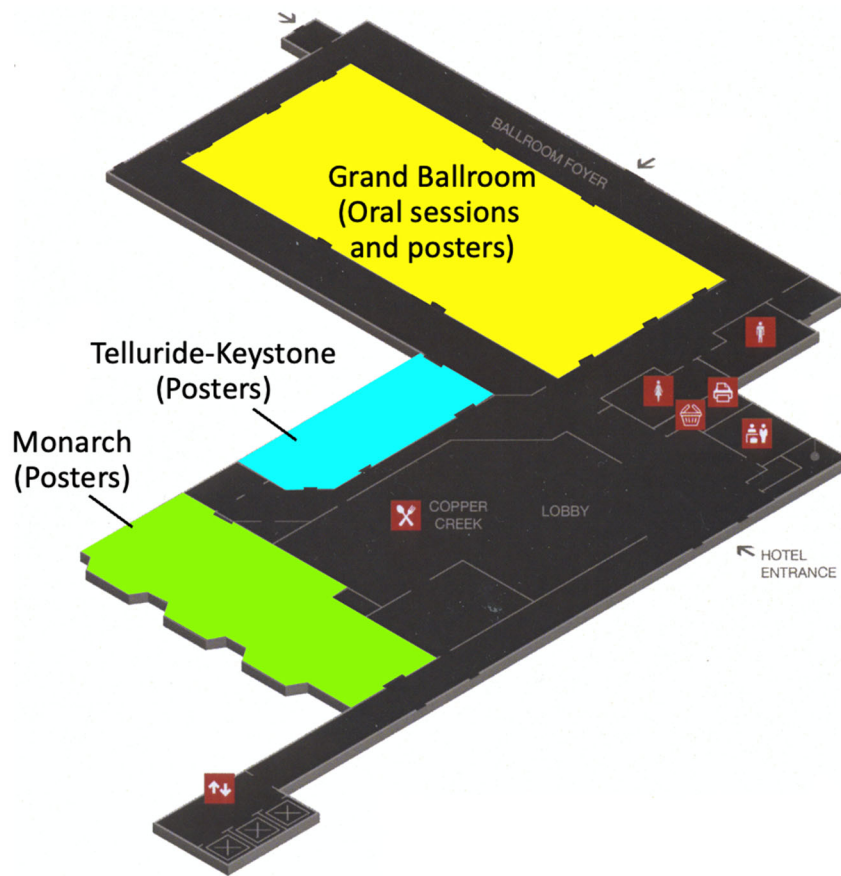 BALLROOM FOYER
Grand Ballroom
(Oral sessions
and posters)
Telluride-Keystone
(Posters)
Monarch
(Posters)
COPPER
CREEK
LOBBY
HOTEL
ENTRANCE